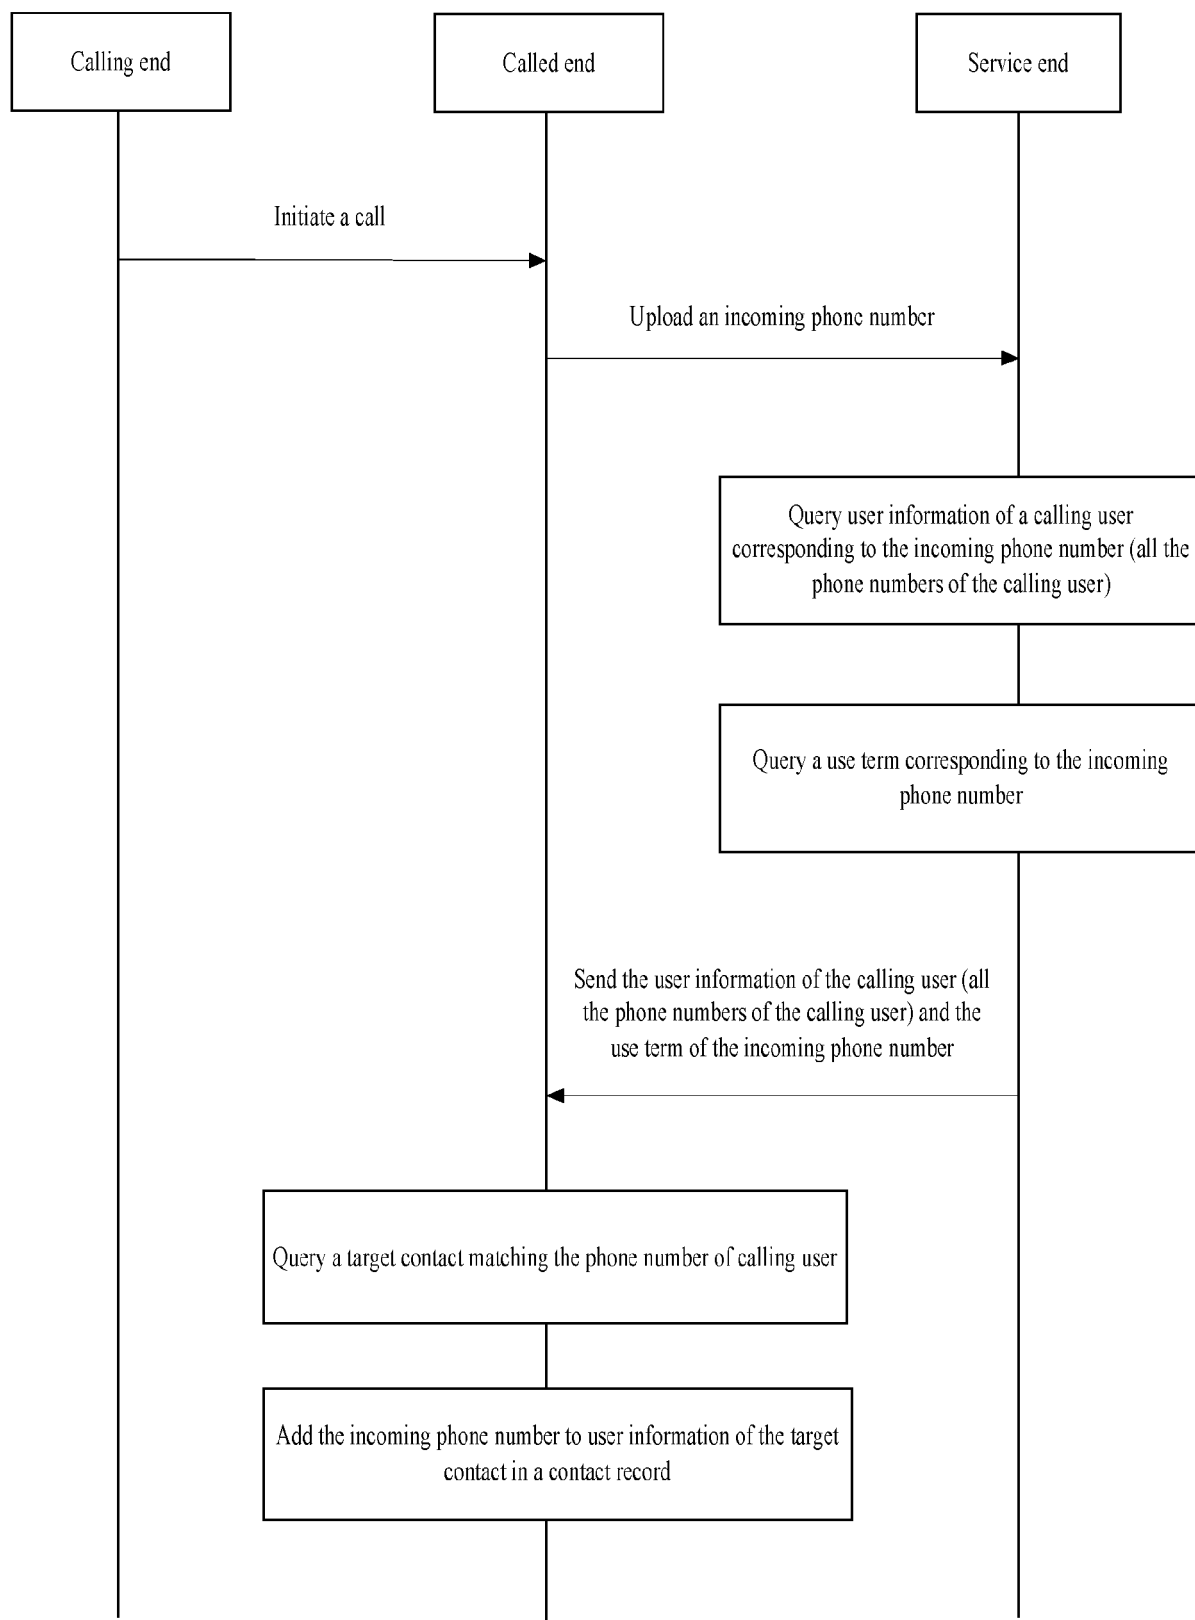 Calling end
Called end
Service end
Initiate a call
Upload an incoming phone number
Query user information of a calling user
corresponding to the incoming phone number (all the
phone numbers of the calling user)
Query a use term corresponding to the incoming
phone number
Send the user information of the calling user (all
the phone numbers of the calling user) and the
use term of the incoming phone number
Query a target contact matching the phone number of calling user
Add the incoming phone number to user information of the target
contact in a contact record